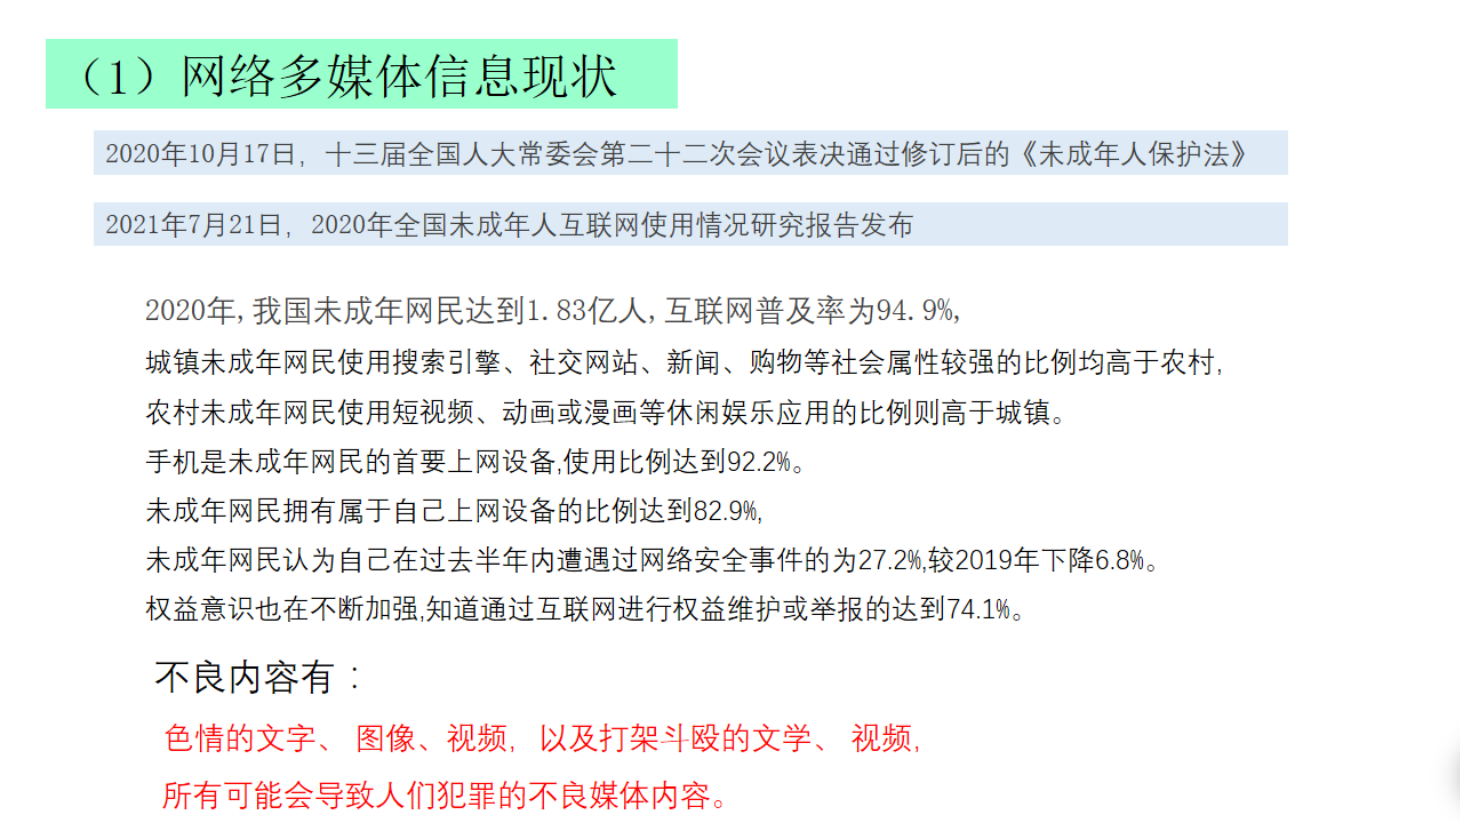 （1）网络多媒体信息现状
2020年10月17日，十三届全国人大常委会第二十二次会议表决通过修订后的《未成年人保护法》
2021年7月21日，2020年全国未成年人互联网使用情况研究报告发布
2020年,我国未成年网民达到1.83亿人,互联网普及率为94.9%,
城镇未成年网民使用搜索引擎、社交网站、新闻、购物等社会属性较强的比例均高于农村,
农村未成年网民使用短视频、动画或漫画等休闲娱乐应用的比例则高于城镇。
手机是未成年网民的首要上网设备,使用比例达到92.2%。
未成年网民拥有属于自己上网设备的比例达到82.9%,
未成年网民认为自己在过去半年内遭遇过网络安全事件的为27.2%,较2019年下降6.8%。
权益意识也在不断加强,知道通过互联网进行权益维护或举报的达到74.1%。
不良内容有：
色情的文字、 图像、视频，以及打架斗殴的文学、 视频，
所有可能会导致人们犯罪的不良媒体内容。